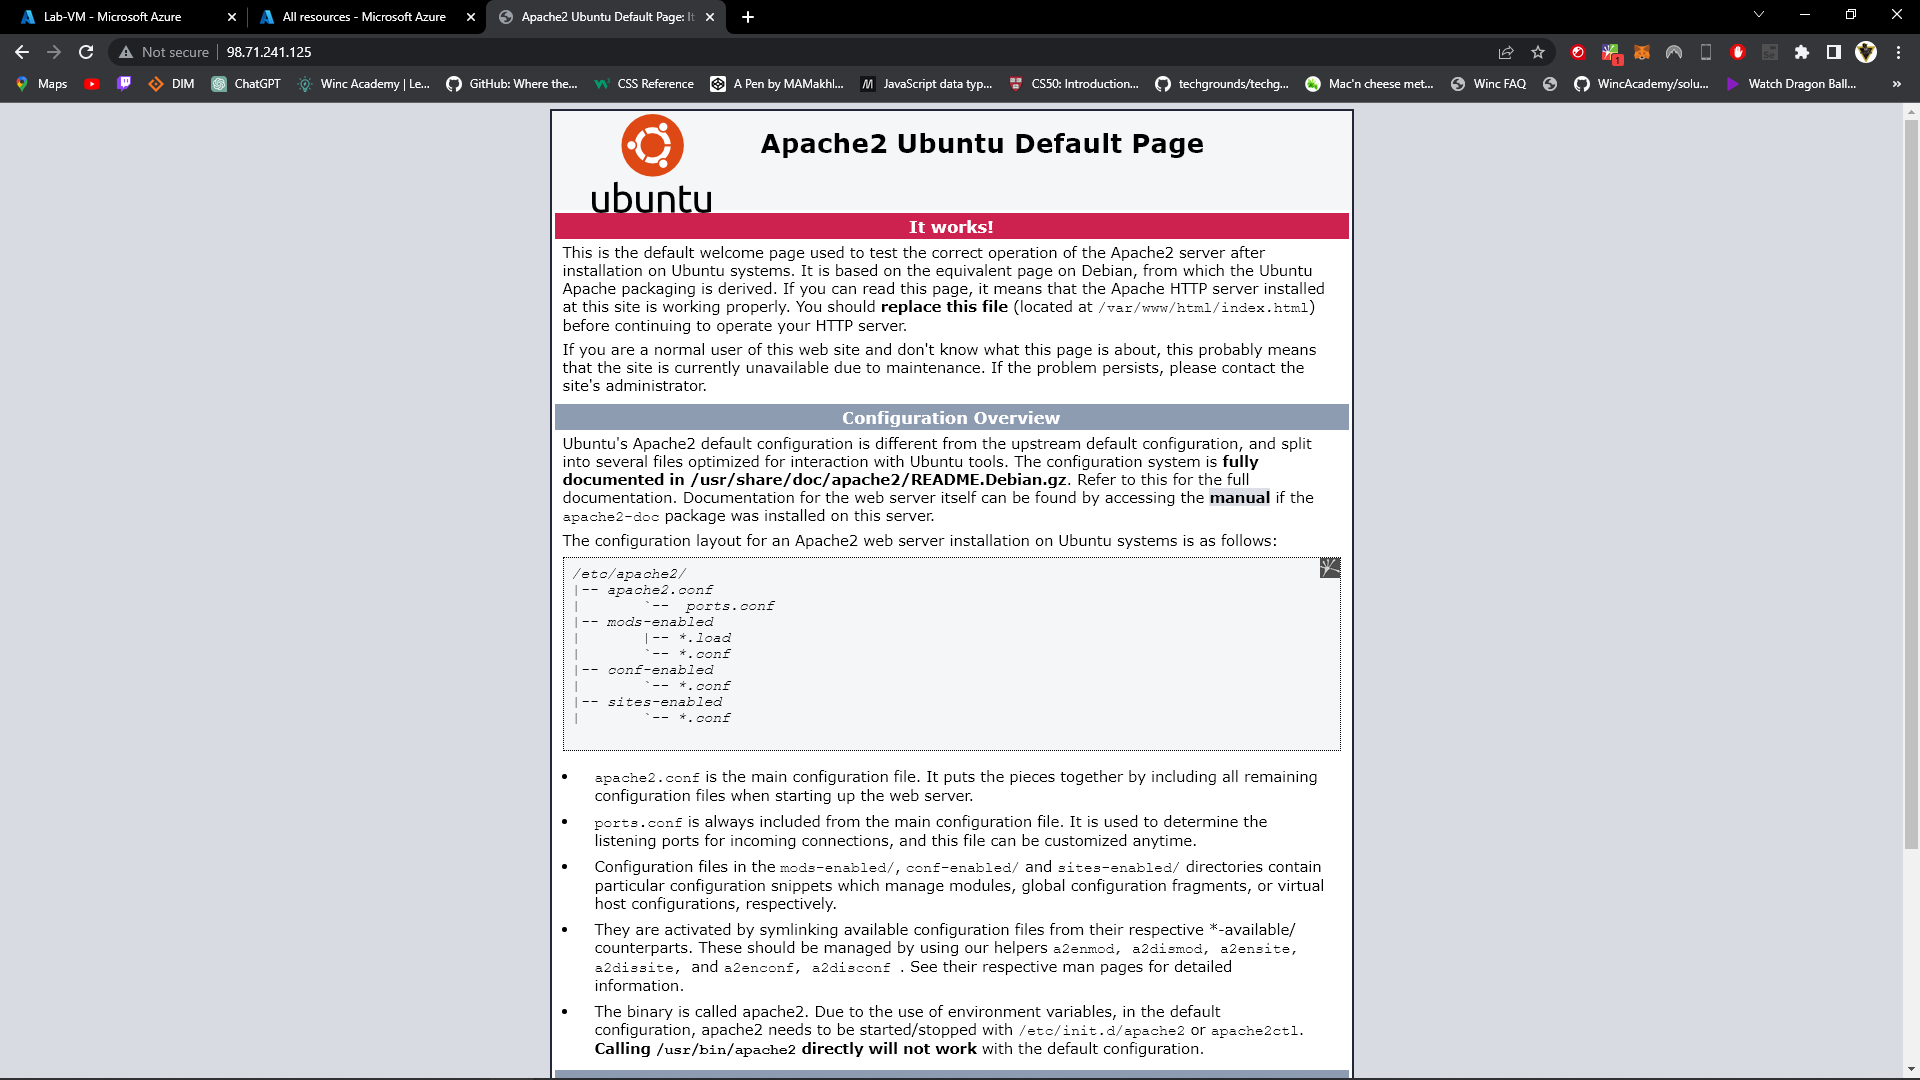 Lab-VM - Microsoft Azure
All resources - Microsoft Azure
Apache2 Ubuntu Default Page: It
Not secure
98.71.241.125
1
Maps
DIM
ChatGPT
Winc Academy | Le...
GitHub: Where the...
CSS Reference
A Pen by MAMakhl...
JavaScript data typ...
CS50: Introduction...
techgrounds/techg...
Mac'n cheese met...
Winc FAQ
WincAcademy/solu...
Watch Dragon Ball...
»
ubuntu
Apache2 Ubuntu Default Page
It works!
This is the default welcome page used to test the correct operation of the Apache2 server after
installation on Ubuntu systems. It is based on the equivalent page on Debian, from which the Ubuntu
Apache packaging is derived. If you can read this page, it means that the Apache HTTP server installed
at this site is working properly. You should replace this file (located at /var/www/html/index.html)
before continuing to operate your HTTP server.
If you are a normal user of this web site and don't know what this page is about, this probably means
that the site is currently unavailable due to maintenance. If the problem persists, please contact the
site's administrator.
Configuration Overview
Ubuntu's Apache2 default configuration is different from the upstream default configuration, and split
into several files optimized for interaction with Ubuntu tools. The configuration system is fully
documented in /usr/share/doc/apache2/README.Debian.gz. Refer to this for the full
documentation. Documentation for the web server itself can be found by accessing the manual if the
apache2-doc package was installed on this server.
The configuration layout for an Apache2 web server installation on Ubuntu systems is as follows:
/etc/apache2/
|-- apache2.conf
|       `--  ports.conf
|-- mods-enabled
|       |-- *.load
|       `-- *.conf
|-- conf-enabled
|       `-- *.conf
|-- sites-enabled
|       `-- *.conf
• apache2.conf is the main configuration file. It puts the pieces together by including all remaining
configuration files when starting up the web server.
• ports.conf is always included from the main configuration file. It is used to determine the
listening ports for incoming connections, and this file can be customized anytime.
• Configuration files in the mods-enabled/, conf-enabled/ and sites-enabled/ directories contain
particular configuration snippets which manage modules, global configuration fragments, or virtual
host configurations, respectively.
• They are activated by symlinking available configuration files from their respective *-available/
counterparts. These should be managed by using our helpers a2enmod, a2dismod, a2ensite,
a2dissite, and a2enconf, a2disconf . See their respective man pages for detailed
information.
• The binary is called apache2. Due to the use of environment variables, in the default
configuration, apache2 needs to be started/stopped with /etc/init.d/apache2 or apache2ctl.
Calling /usr/bin/apache2 directly will not work with the default configuration.